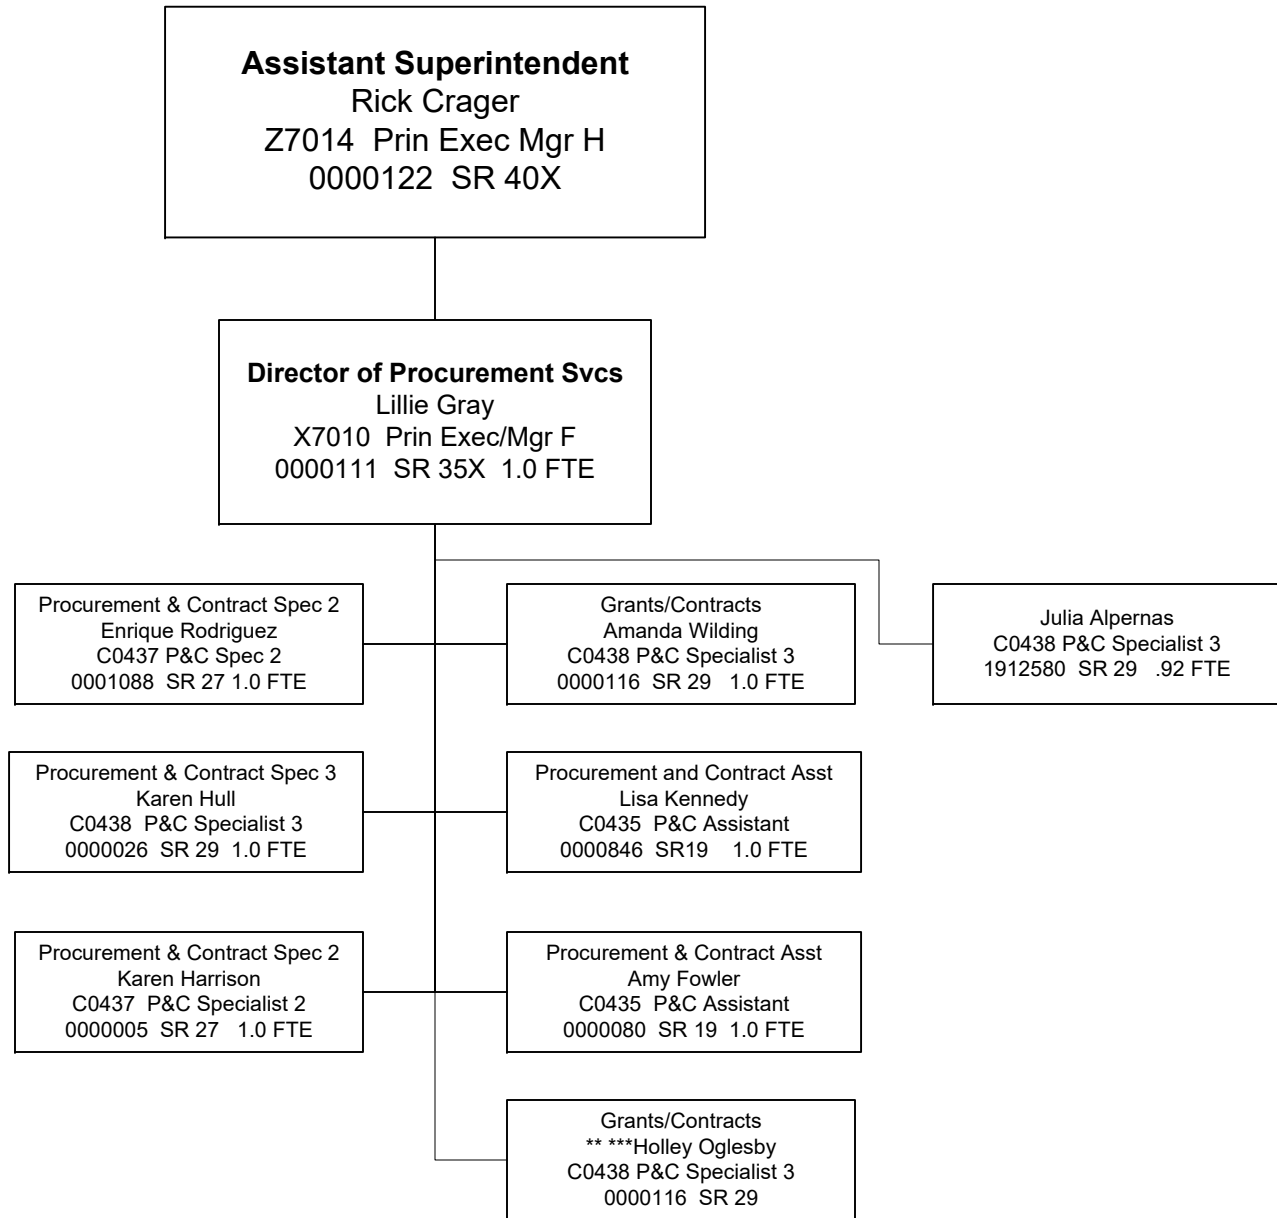 Assistant Superintendent
Rick Crager
Z7014 Prin Exec Mgr H
0000122 SR 40X
Director of Procurement Svcs
Lillie Gray
X7010 Prin Exec/Mgr F
0000111 SR 35X 1.0 FTE
Procurement & Contract Spec 2
Enrique Rodriguez
C0437 P&C Spec 2
0001088 SR 27 1.0 FTE
Grants/Contracts
Amanda Wilding
C0438 P&C Specialist 3
0000116 SR 29 1.0 FTE
Julia Alpernas
C0438 P&C Specialist 3
1912580 SR 29 .92 FTE
Procurement & Contract Spec 3
Karen Hull
C0438 P&C Specialist 3
0000026 SR 29 1.0 FTE
Procurement and Contract Asst
Lisa Kennedy
C0435 P&C Assistant
0000846 SR19 1.0 FTE
Procurement & Contract Spec 2
Karen Harrison
C0437 P&C Specialist 2
0000005 SR 27 1.0 FTE
Procurement & Contract Asst
Amy Fowler
C0435 P&C Assistant
0000080 SR 19 1.0 FTE
Grants/Contracts
** ***Holley Oglesby
C0438 P&C Specialist 3
0000116 SR 29